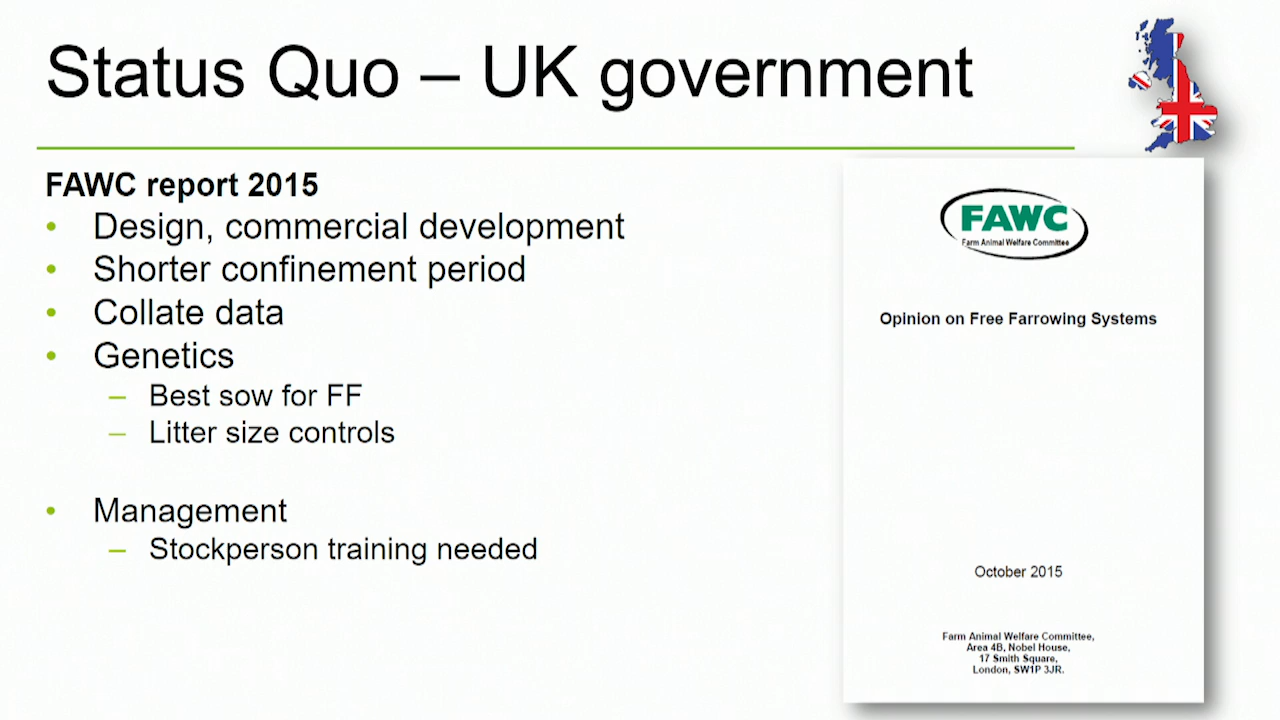 Status Quo – UK government
FAWC report 2015
• Design, commercial development
• Shorter confinement period
• Collate data
• Genetics
– Best sow for FF
– Litter size controls
• Management
– Stockperson training needed
FAWC
Farm Animal Welfare Committee
Opinion on Free Farrowing Systems
October 2015
Farm Animal Welfare Committee,
Area 4B, Nobel House,
17 Smith Square,
London, SW1P 3JR.